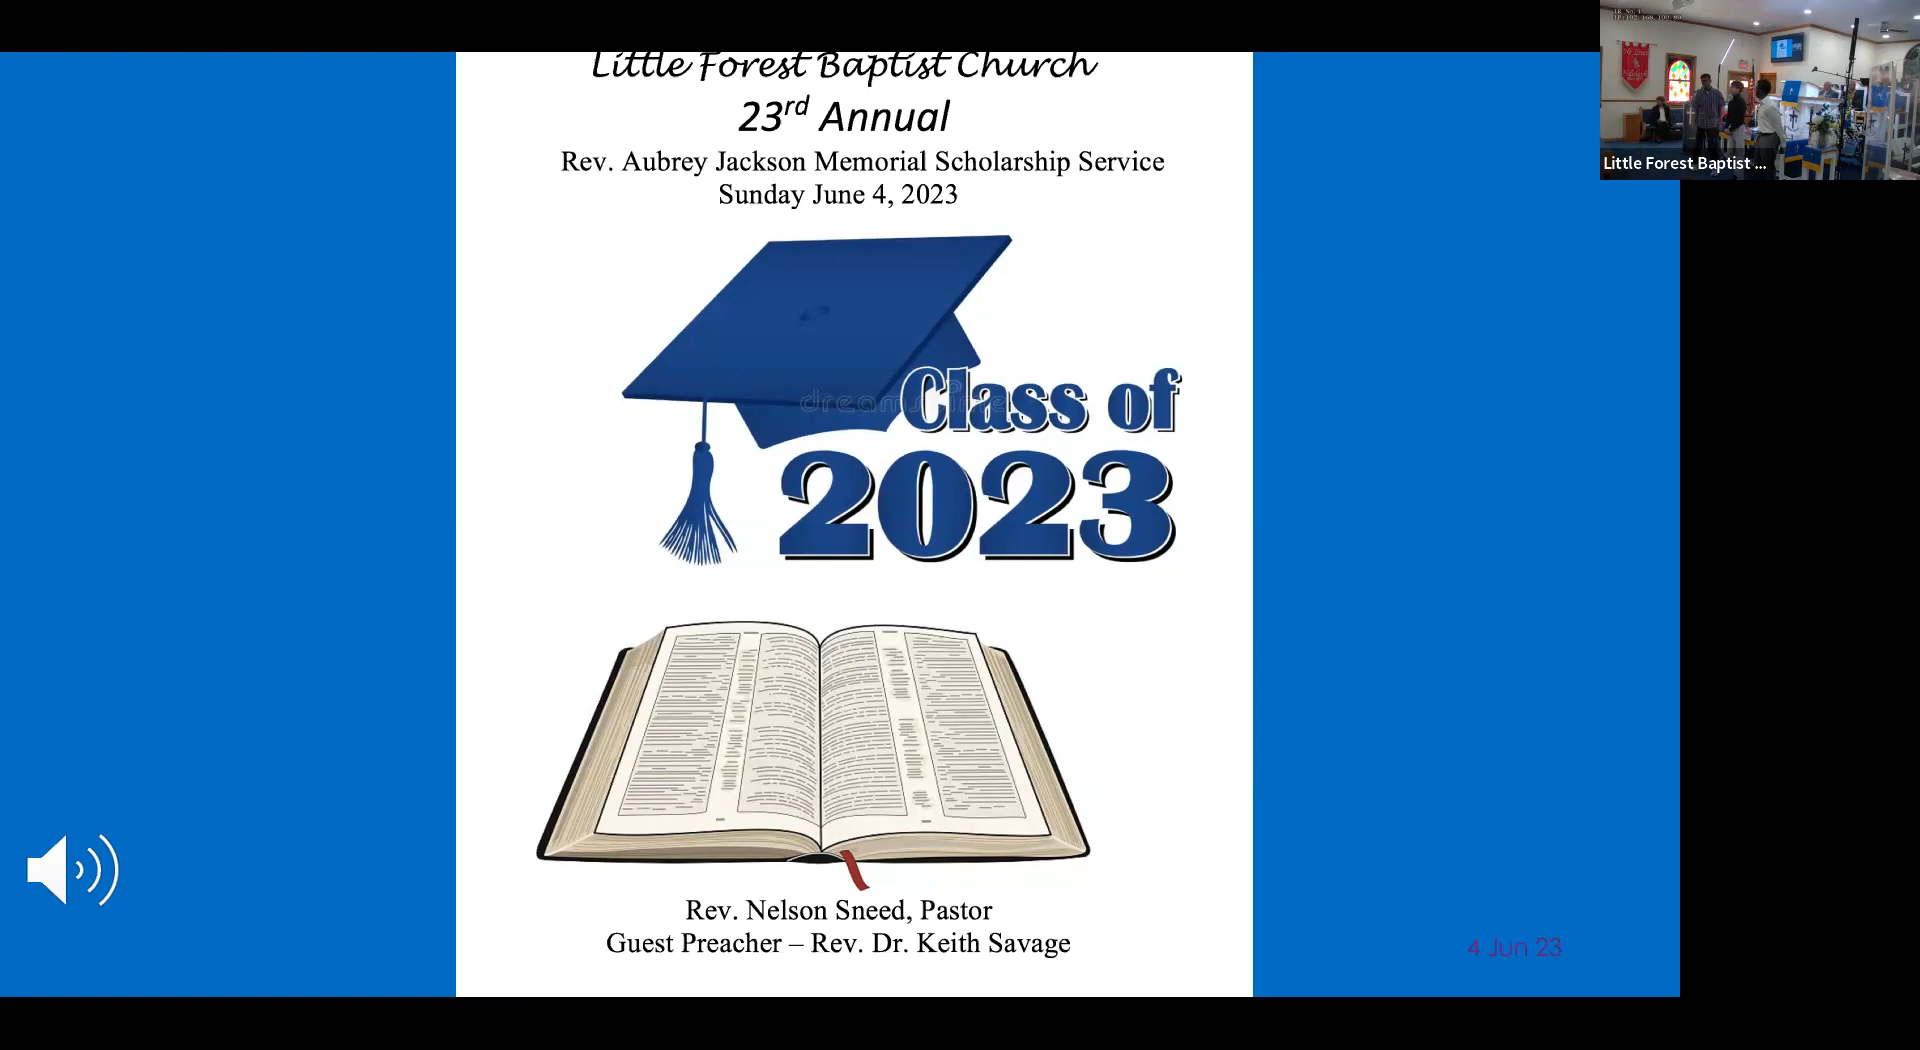 Little Forest Baptist Church
23rd Annual
Rev. Aubrey Jackson Memorial Scholarship Service
Sunday June 4, 2023
Class of
2023
Rev. Nelson Sneed, Pastor
Guest Preacher – Rev. Dr. Keith Savage
4 Jun 23
Little Forest Baptist ...